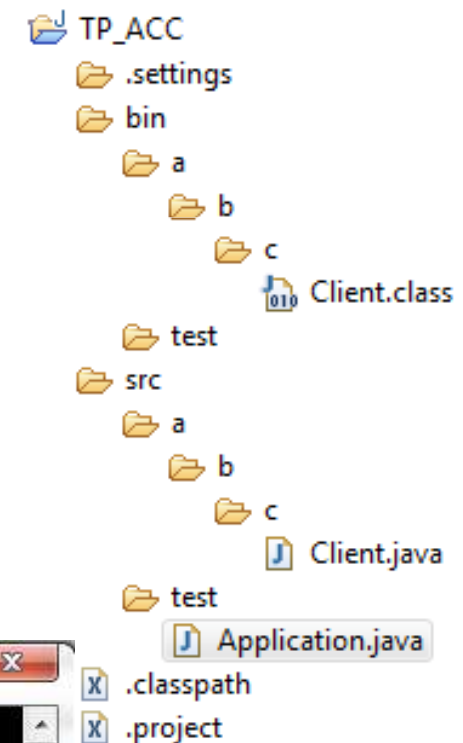 TP_ACC
.settings
bin
a
b
c
Client.class
test
src
a
b
c
Client.java
test
Application.java
.classpath
.project